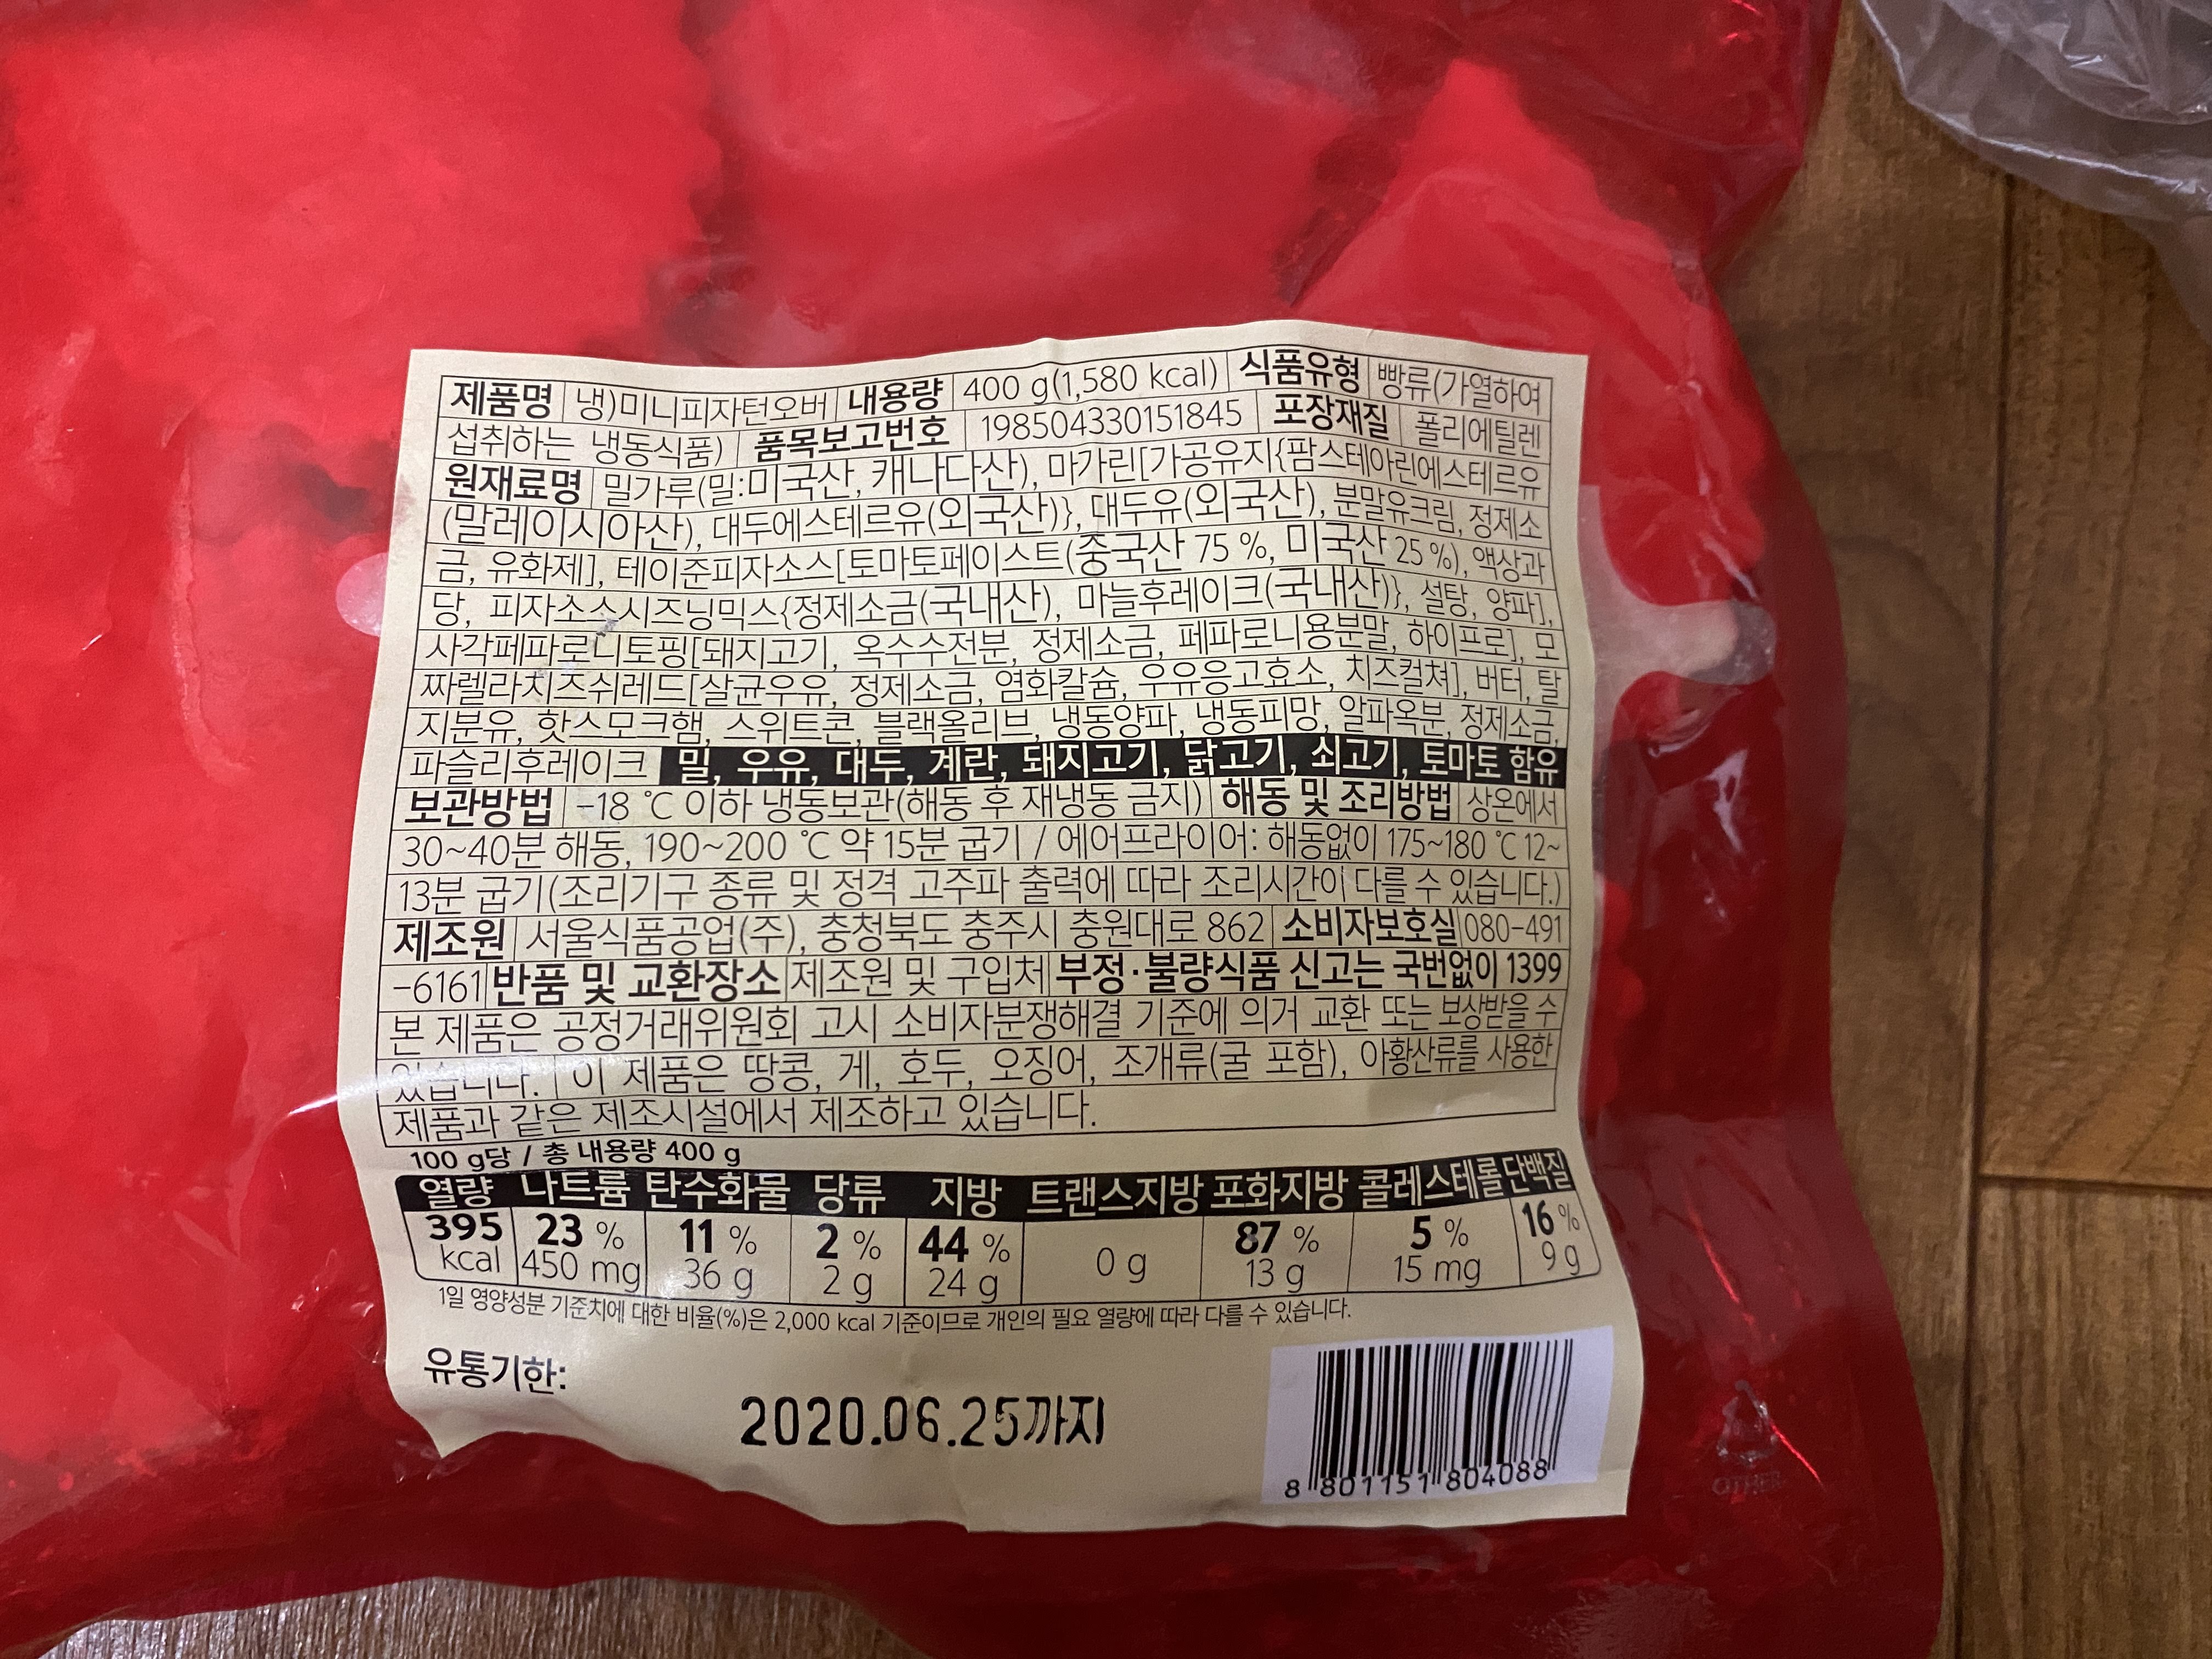 제품명 냉)미니피자턴오버 내용량 400 g(1,580 kcal) 식품유형 빵류(가열하여
섭취하는 냉동식품) 품목보고번호 198504330151845 포장재질 폴리에틸렌
원재료명 밀가루(밀:미국산, 캐나다산), 마가린[가공유지{팜스테아린에스테르유
(말레이시아산), 대두에스테르유(외국산)}, 대두유(외국산), 분말유크림, 정제소
금, 유화제], 테이준피자소스[토마토페이스트(중국산 75 %, 미국산 25 %), 액상과
당, 피자소스시즈닝믹스{정제소금(국내산), 마늘후레이크(국내산)}, 설탕, 양파],
사각페파로니토핑[돼지고기, 옥수수전분, 정제소금, 페파로니용분말, 하이프로], 모
짜렐라치즈쉬레드[살균우유, 정제소금, 염화칼슘, 우유응고효소, 치즈컬쳐], 버터, 탈
지분유, 핫스모크햄, 스위트콘, 블랙올리브, 냉동양파, 냉동피망, 알파옥분, 정제소금,
파슬리후레이크 밀, 우유, 대두, 계란, 돼지고기, 닭고기, 쇠고기, 토마토 함유
보관방법 -18 ℃ 이하 냉동보관(해동 후 재냉동 금지) 해동 및 조리방법 상온에서
30~40분 해동, 190~200 ℃ 약 15분 굽기 / 에어프라이어: 해동없이 175~180 ℃ 12~
13분 굽기(조리기구 종류 및 정격 고주파 출력에 따라 조리시간이 다를 수 있습니다.)
제조원 서울식품공업(주), 충청북도 충주시 충원대로 862 소비자보호실 080-491
-6161 반품 및 교환장소 제조원 및 구입처 부정·불량식품 신고는 국번없이 1399
본 제품은 공정거래위원회 고시 소비자분쟁해결 기준에 의거 교환 또는 보상받을 수
있습니다. 이 제품은 땅콩, 게, 호두, 오징어, 조개류(굴 포함), 아황산류를 사용한
제품과 같은 제조시설에서 제조하고 있습니다.
100 g당 / 총 내용량 400 g
열량 나트륨 탄수화물 당류 지방 트랜스지방 포화지방 콜레스테롤 단백질
395 23 % 11 % 2 % 44 % 87 % 5 % 16 %
kcal 450 mg 36 g 2 g 24 g 0 g 13 g 15 mg 9 g
1일 영양성분 기준치에 대한 비율(%)은 2,000 kcal 기준이므로 개인의 필요 열량에 따라 다를 수 있습니다.
유통기한:
2020.06.25까지
8 801151 804088
OTHER